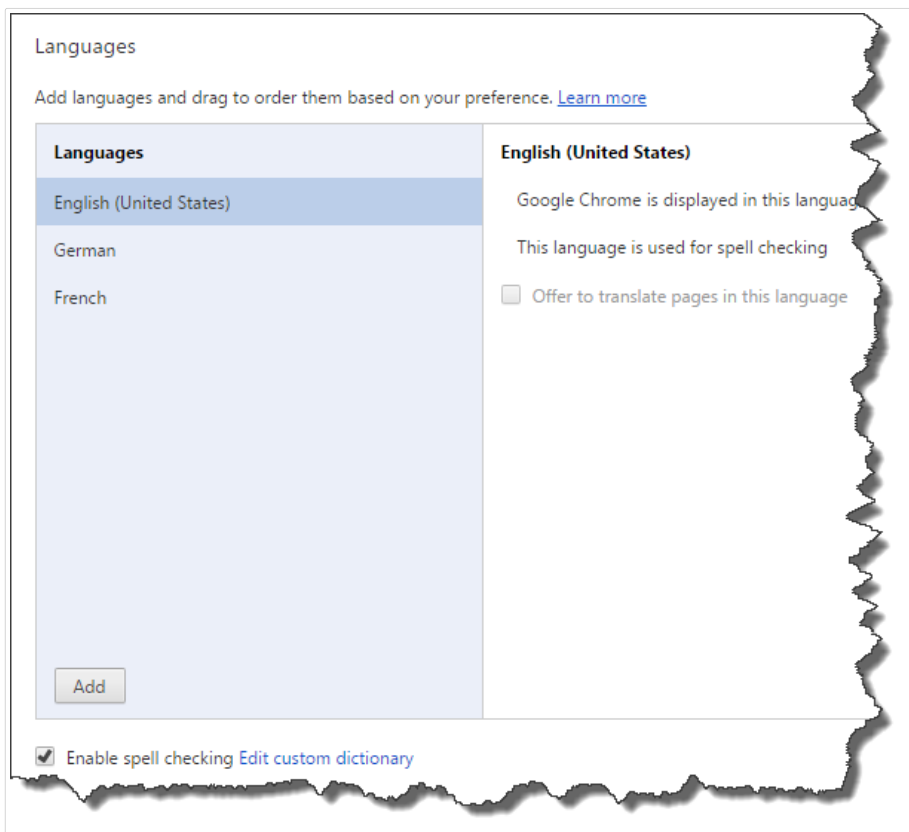 Languages
Add languages and drag to order them based on your preference. Learn more
Languages
English (United States)
German
French
Add
English (United States)
Google Chrome is displayed in this
This language is used for spell checking
Offer to translate pages in this language
Enable spell checking Edit custom dictionary